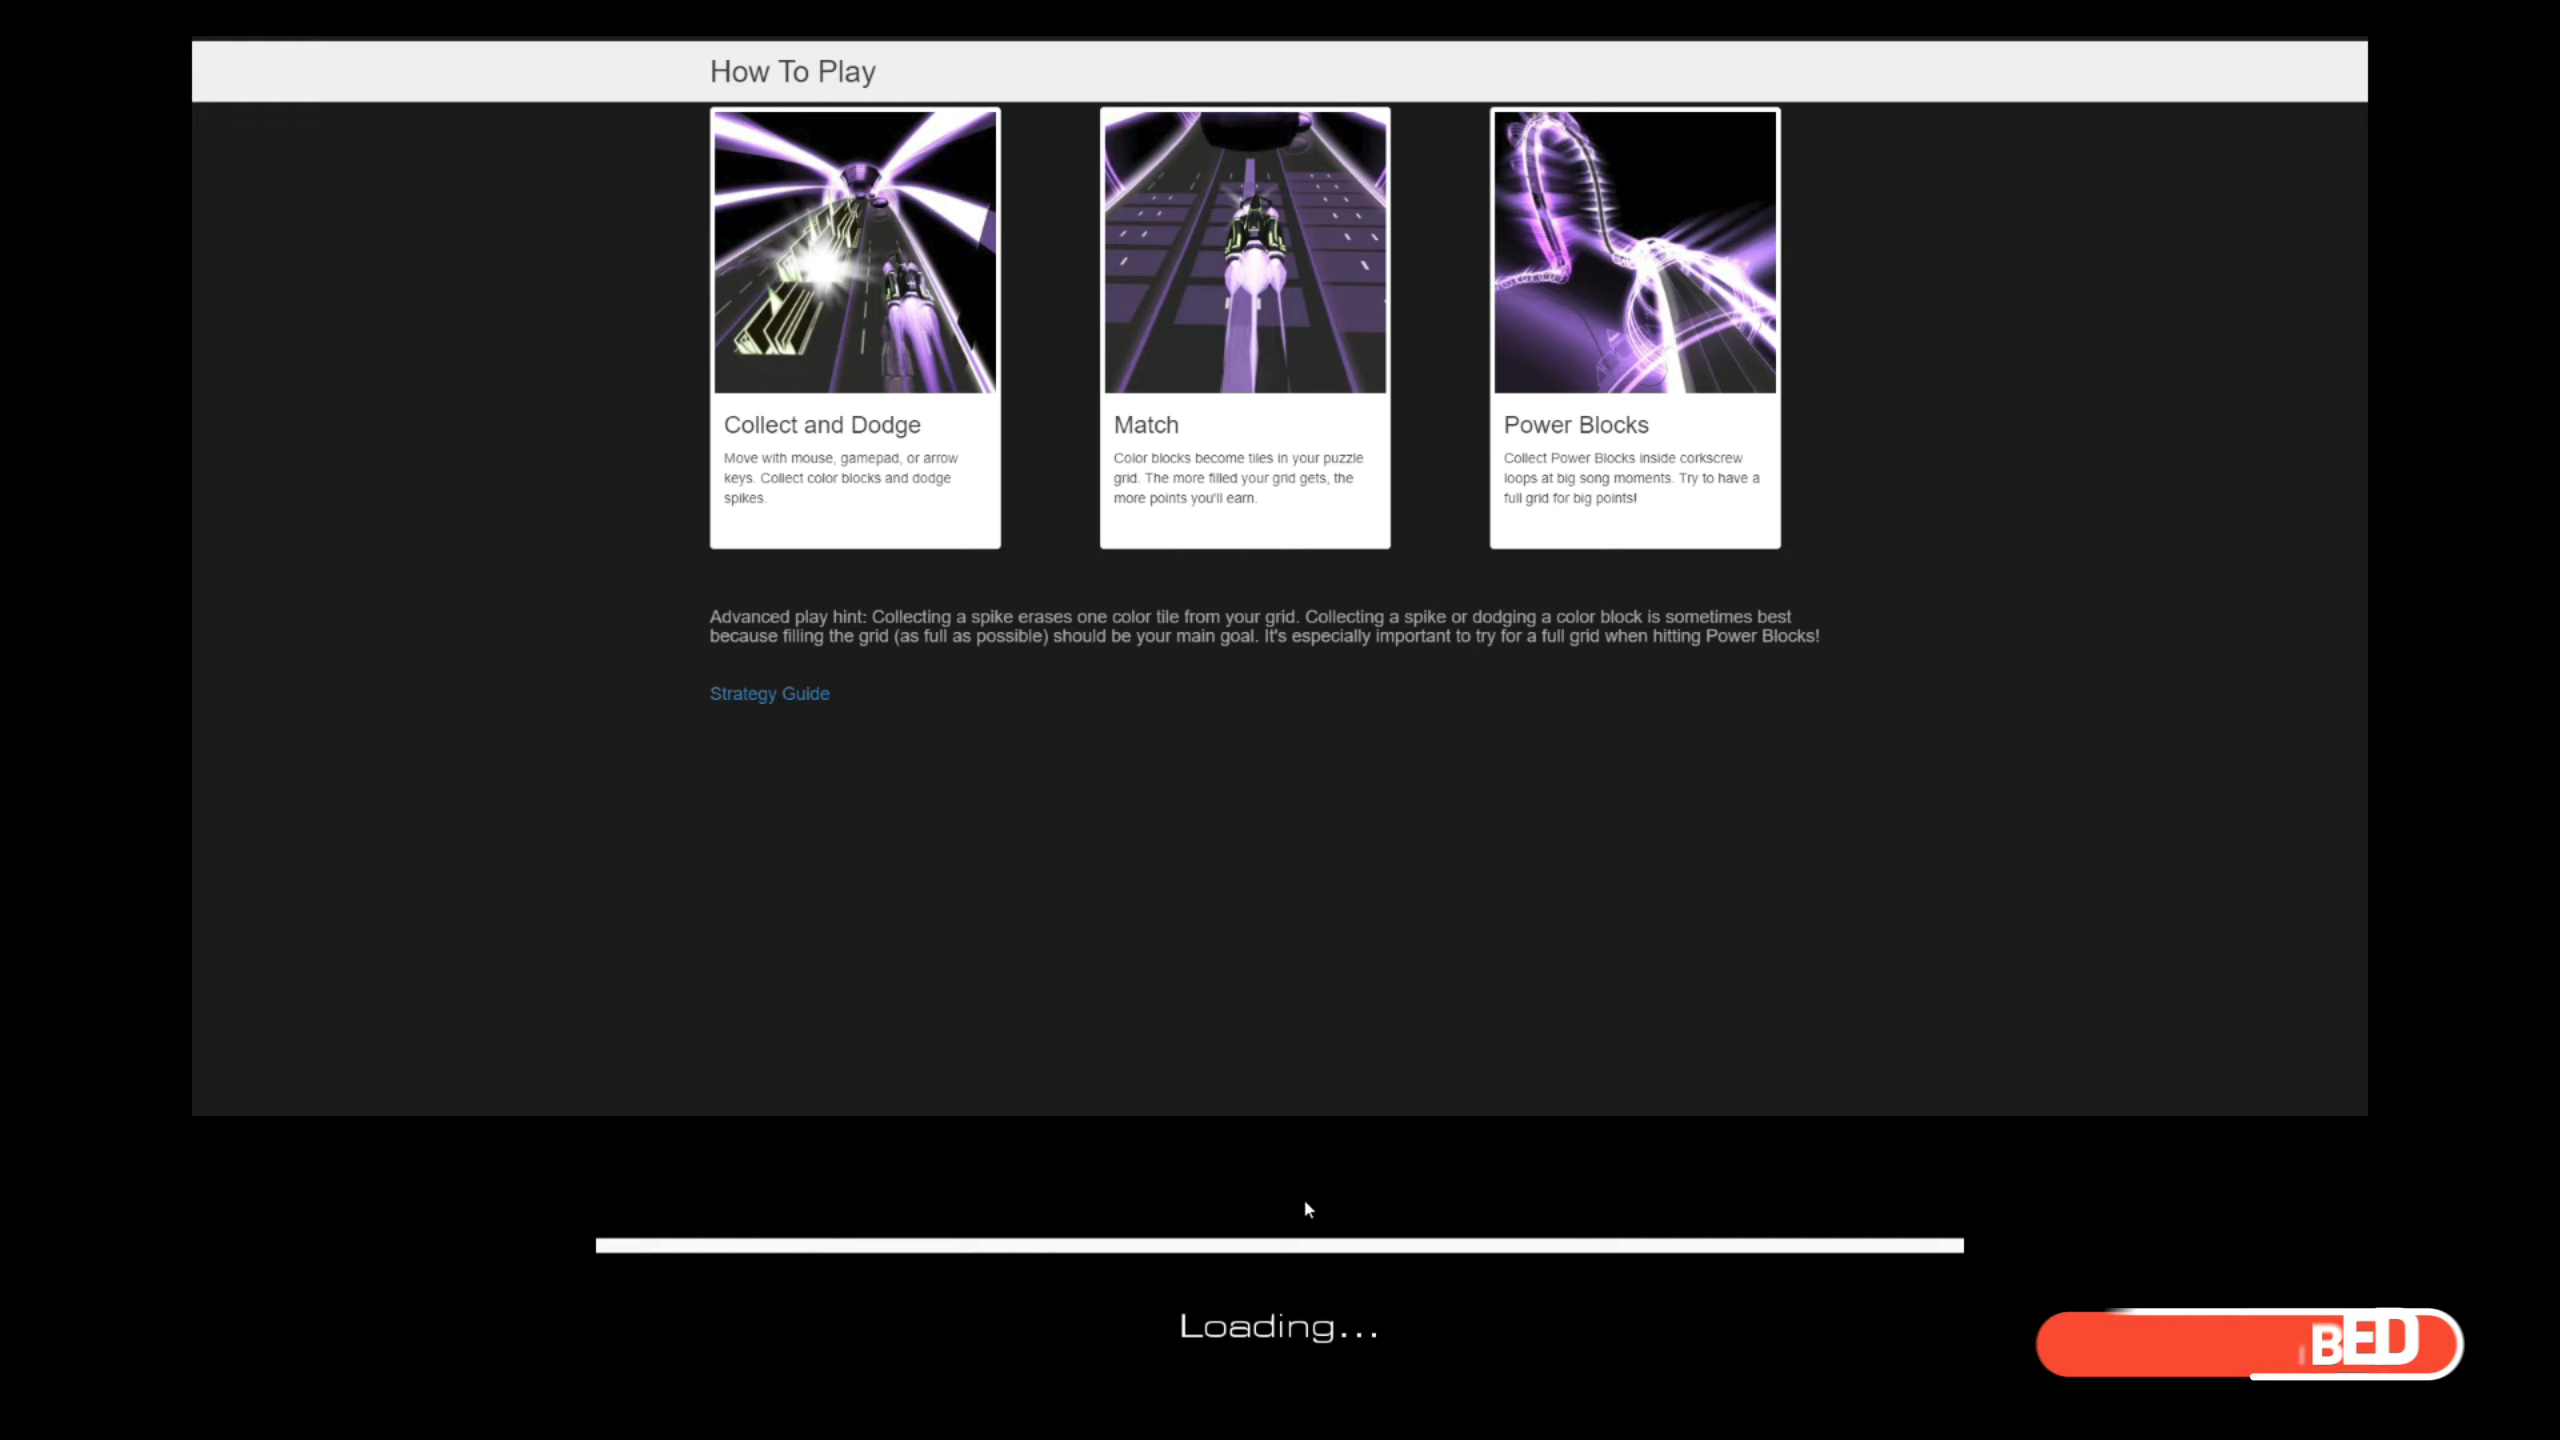 How To Play
Collect and Dodge
Move with mouse, gamepad, or arrow
keys. Collect color blocks and dodge
spikes.
Match
Color blocks become tiles in your puzzle
grid. The more filled your grid gets, the
more points you'll earn.
Power Blocks
Collect Power Blocks inside corkscrew
loops at big song moments. Try to have a
full grid for big points!
Advanced play hint: Collecting a spike erases one color tile from your grid. Collecting a spike or dodging a color block is sometimes best
because filling the grid (as full as possible) should be your main goal. It's especially important to try for a full grid when hitting Power Blocks!
Strategy Guide
Loading...
BED